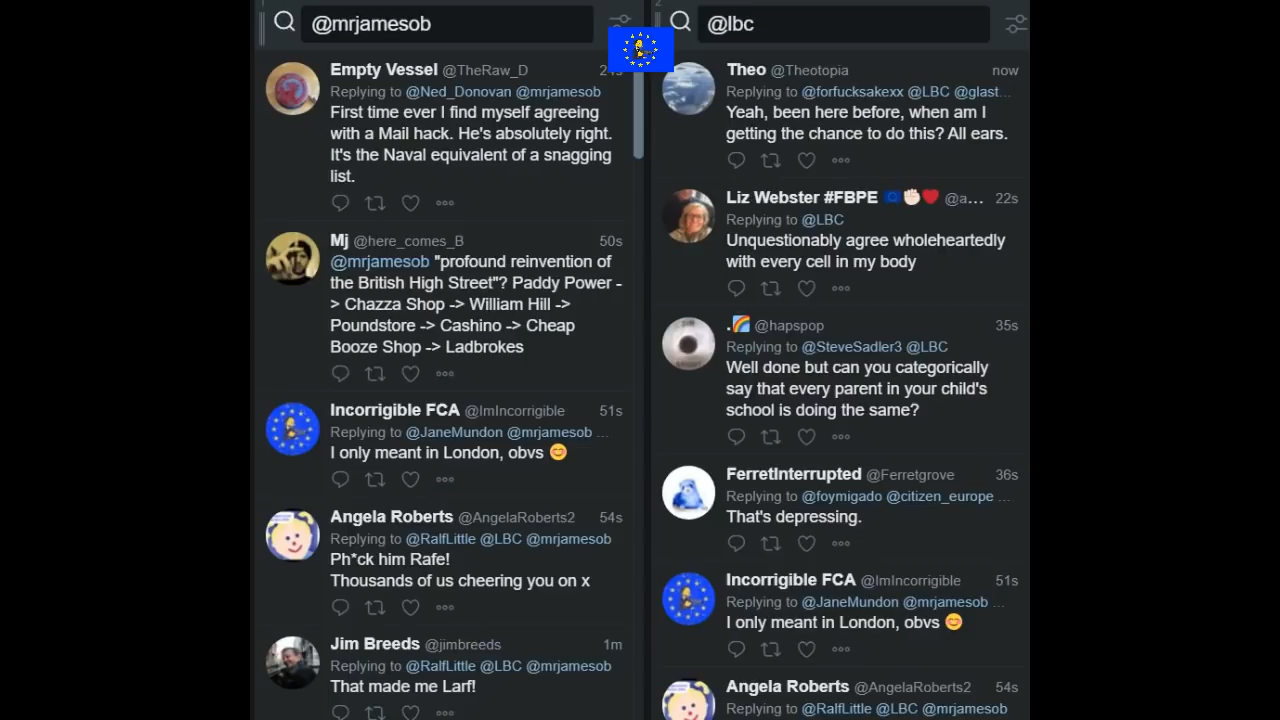 1
@mrjamesob
Empty Vessel @TheRaw_D
Replying to @Ned_Donovan @mrjamesob
First time ever I find myself agreeing
with a Mail hack. He's absolutely right.
It's the Naval equivalent of a snagging
list.
Mj @here_comes_B 50s
@mrjamesob "profound reinvention of
the British High Street"? Paddy Power -
> Chazza Shop -> William Hill ->
Poundstore -> Cashino -> Cheap
Booze Shop -> Ladbrokes
Incorrigible FCA @ImIncorrigible 51s
Replying to @JaneMundon @mrjamesob ...
I only meant in London, obvs 😊
Angela Roberts @AngelaRoberts2 54s
Replying to @RalfLittle @LBC @mrjamesob
Ph*ck him Rafe!
Thousands of us cheering you on x
Jim Breeds @jimbreeds 1m
Replying to @RalfLittle @LBC @mrjamesob
That made me Larf!
2
@lbc
Theo @Theotopia now
Replying to @forfucksakexx @LBC @glast...
Yeah, been here before, when am I
getting the chance to do this? All ears.
Liz Webster #FBPE 🇪🇺✊🏻❤️ @a... 22s
Replying to @LBC
Unquestionably agree wholeheartedly
with every cell in my body
.🌈 @hapspop 35s
Replying to @SteveSadler3 @LBC
Well done but can you categorically
say that every parent in your child's
school is doing the same?
FerretInterrupted @Ferretgrove 36s
Replying to @foymigado @citizen_europe ...
That's depressing.
Incorrigible FCA @ImIncorrigible 51s
Replying to @JaneMundon @mrjamesob ...
I only meant in London, obvs 😊
Angela Roberts @AngelaRoberts2 54s
Replying to @RalfLittle @LBC @mrjamesob